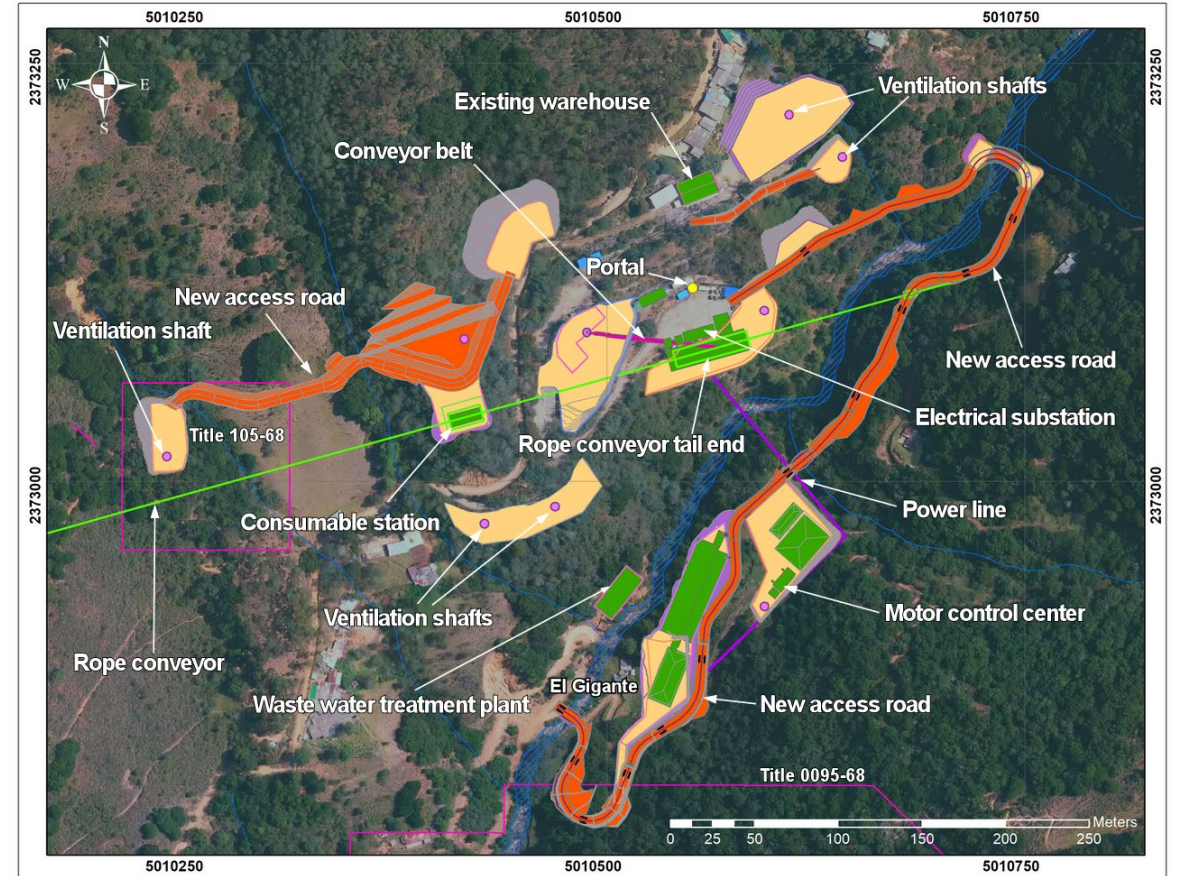 5010250
5010500
5010750
2373250
2373250
N
W
E
S
Ventilation shafts
Existing warehouse
Conveyor belt
Portal
New access road
Ventilation shaft
New access road
Title 105-68
Electrical substation
Rope conveyor tail end
2373000
2373000
Power line
Consumable station
Motor control center
Ventilation shafts
Rope conveyor
El Gigante
Waste water treatment plant
New access road
Title 0095-68
Meters
0 25 50 100 150 200 250
5010250
5010500
5010750